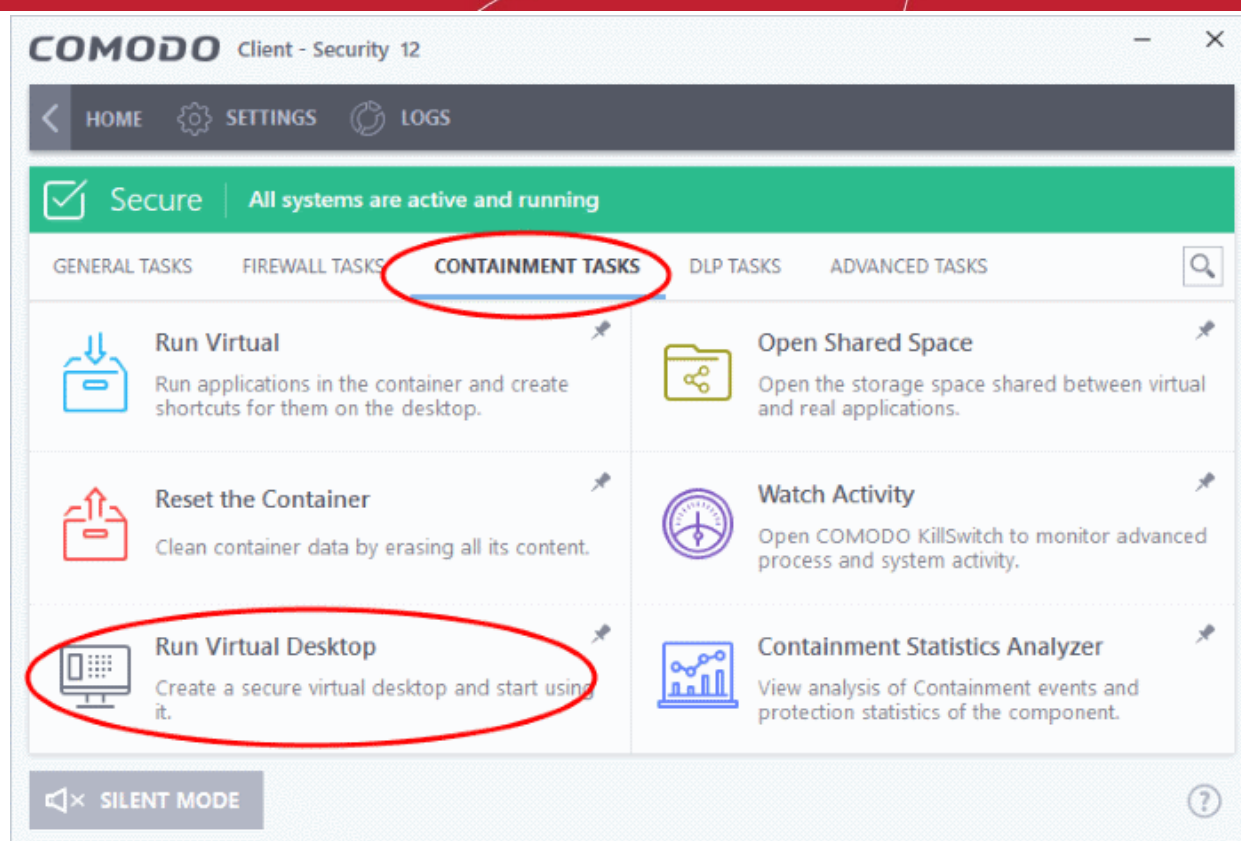 COMODO Client - Security 12
HOME SETTINGS LOGS
Secure All systems are active and running
GENERAL TASKS FIREWALL TASKS CONTAINMENT TASKS DLP TASKS ADVANCED TASKS
Run Virtual
Run applications in the container and create
shortcuts for them on the desktop.
Open Shared Space
Open the storage space shared between virtual
and real applications.
Reset the Container
Clean container data by erasing all its content.
Watch Activity
Open COMODO KillSwitch to monitor advanced
process and system activity.
Run Virtual Desktop
Create a secure virtual desktop and start using
it.
Containment Statistics Analyzer
View analysis of Containment events and
protection statistics of the component.
SILENT MODE
?